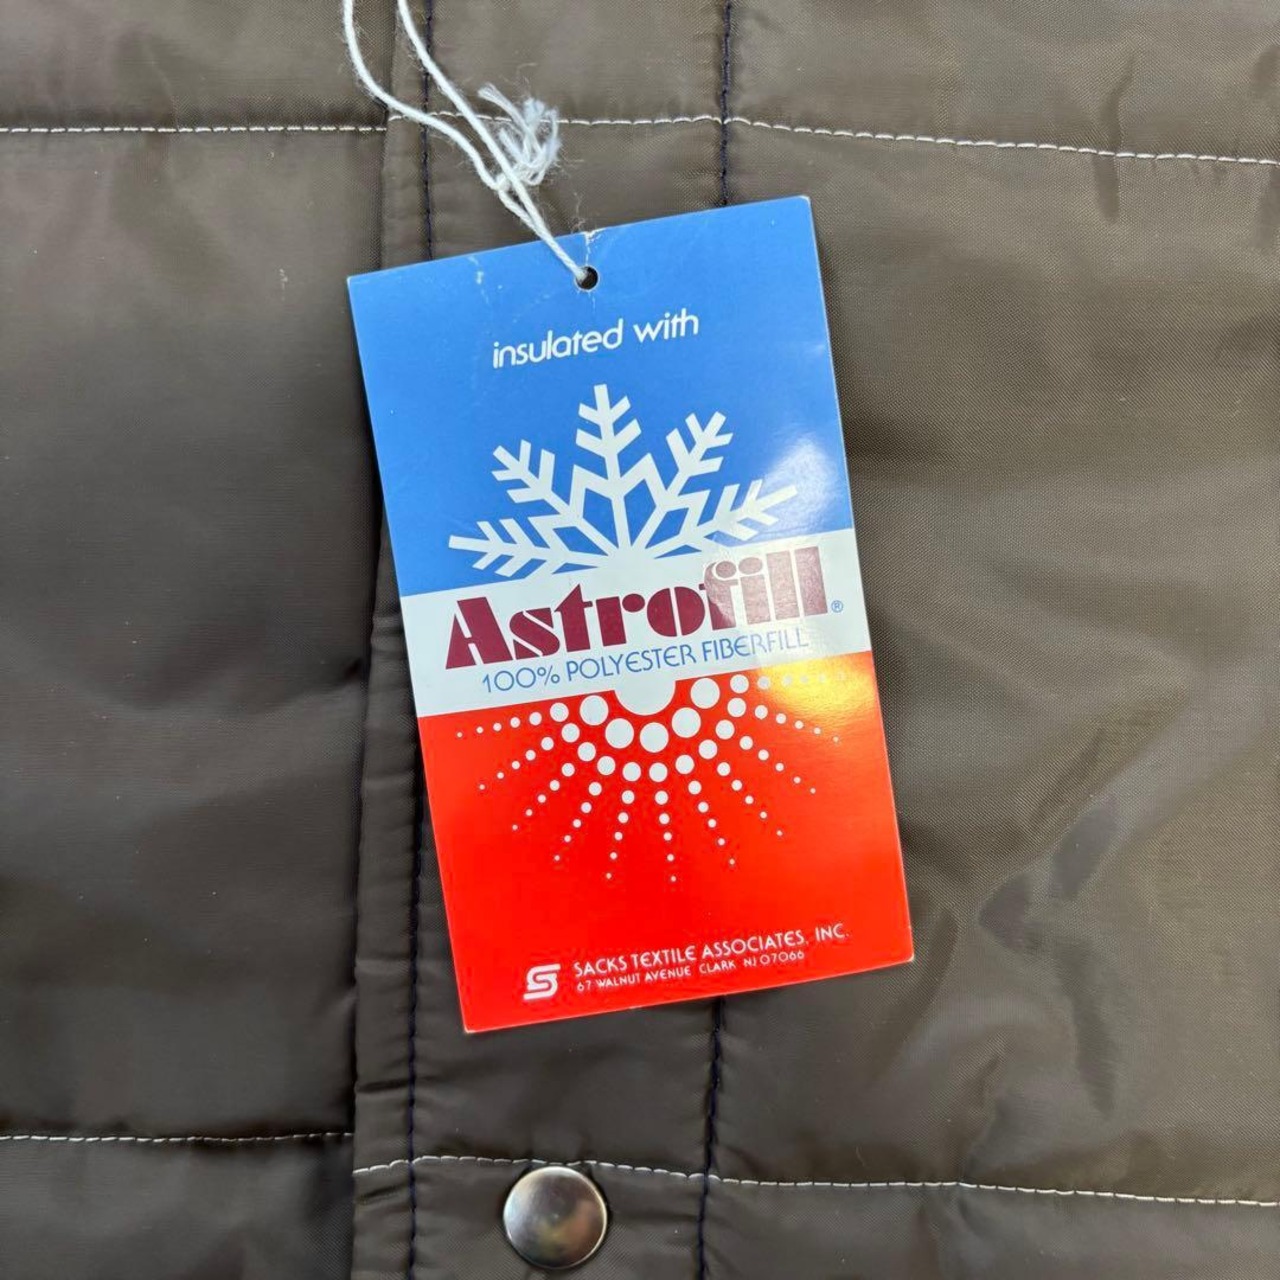 insulated with
Astrofill®
100% POLYESTER FIBERFILL
S SACKS TEXTILE ASSOCIATES, INC.
67 WALNUT AVENUE CLARK NJ 07066